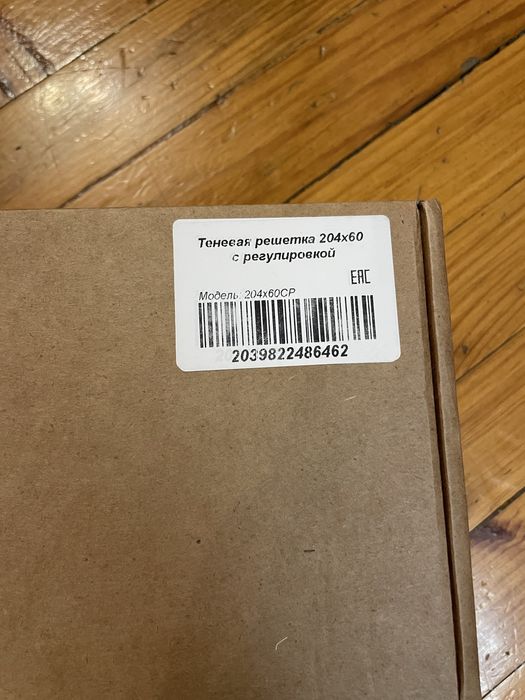 Теневая решетка 204х60
с регулировкой
EAC
Модель: 204х60СР
2039822486462